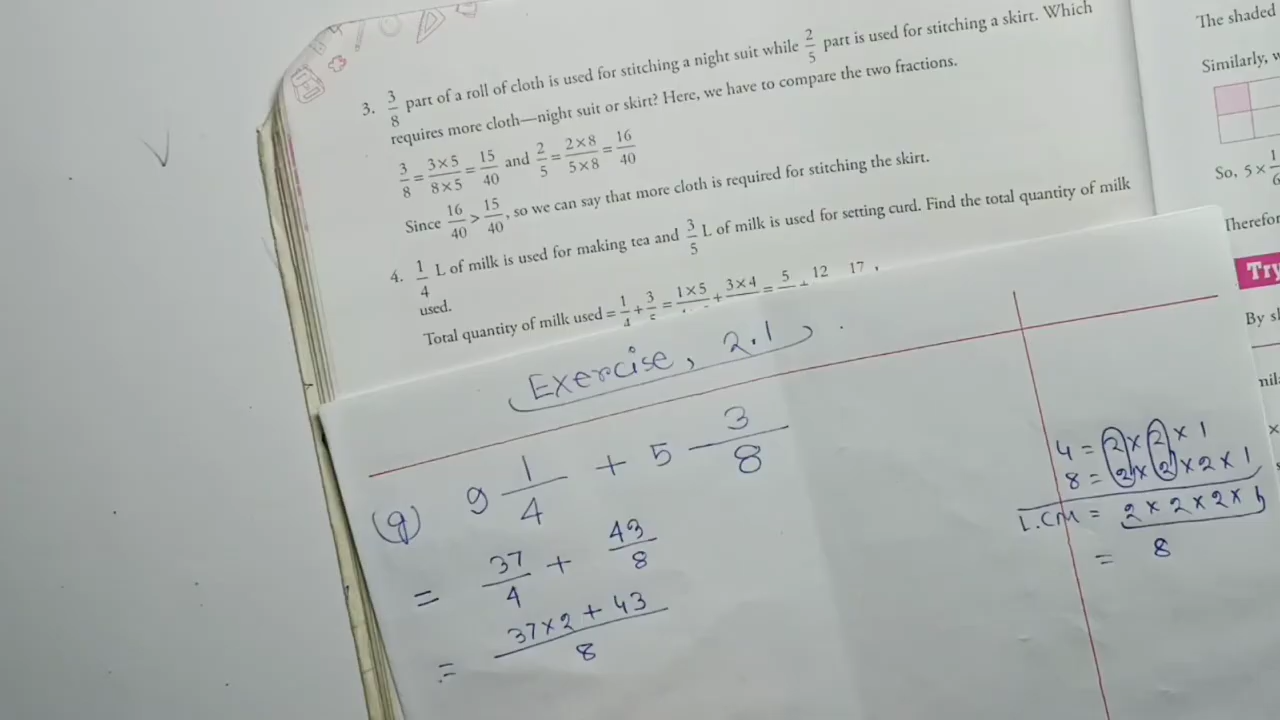 3. 3/8 part of a roll of cloth is used for stitching a night suit while 2/5 part is used for stitching a skirt. Which
requires more cloth—night suit or skirt? Here, we have to compare the two fractions.
3/8 = 3×5/8×5 = 15/40 and 2/5 = 2×8/5×8 = 16/40
Since 16/40 > 15/40, so we can say that more cloth is required for stitching the skirt.
4. 1/4 L of milk is used for making tea and 3/5 L of milk is used for setting curd. Find the total quantity of milk
used.
Total quantity of milk used = 1/4 + 3/5 = 1×5 + 3×4 = 5 + 12 17
The shaded
Similarly,
So, 5×1/6
Therefor
Try
By sh
Exercise, 2.1
(g) 9 1/4 + 5 3/8
= 37/4 + 43/8
= 37×2 + 43/8
4 = 2 × 2 × 1
8 = 2 × 2 × 2 × 1
L.CM = 2 × 2 × 2 × 1
= 8